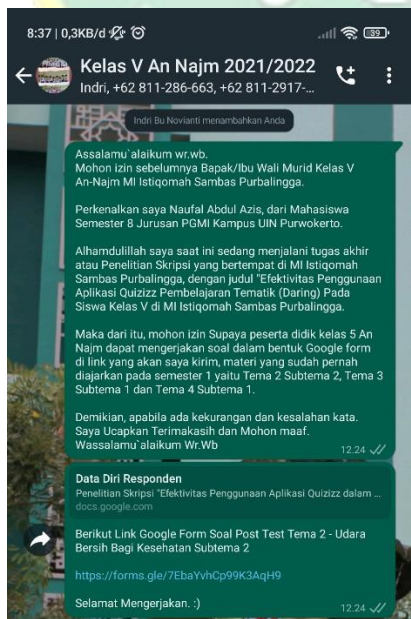 8:37 | 0,3KB/d
39
Kelas V An Najm 2021/2022
Indri, +62 811-286-663, +62 811-2917-...
Indri Bu Novianti menambahkan Anda
Assalamu`alaikum wr.wb.
Mohon izin sebelumnya Bapak/Ibu Wali Murid Kelas V
An-Najm MI Istiqomah Sambas Purbalingga.
Perkenalkan saya Naufal Abdul Azis, dari Mahasiswa
Semester 8 Jurusan PGMI Kampus UIN Purwokerto.
Alhamdulillah saya saat ini sedang menjalani tugas akhir
atau Penelitian Skripsi yang bertempat di MI Istiqomah
Sambas Purbalingga, dengan judul "Efektivitas Penggunaan
Aplikasi Quizizz Pembelajaran Tematik (Daring) Pada
Siswa Kelas V di MI Istiqomah Sambas Purbalingga.
Maka dari itu, mohon izin Supaya peserta didik kelas 5 An
Najm dapat mengerjakan soal dalam bentuk Google form
di link yang akan saya kirim, materi yang sudah pernah
diajarkan pada semester 1 yaitu Tema 2 Subtema 2, Tema 3
Subtema 1 dan Tema 4 Subtema 1.
Demikian, apabila ada kekurangan dan kesalahan kata.
Saya Ucapkan Terimakasih dan Mohon maaf.
Wassalamu`alaikum Wr.Wb
12.24
Data Diri Responden
Penelitian Skripsi "Efektivitas Penggunaan Aplikasi Quizizz dalam ...
docs.google.com
Berikut Link Google Form Soal Post Test Tema 2 - Udara
Bersih Bagi Kesehatan Subtema 2
https://forms.gle/7EbaYvhCp99K3AqH9
Selamat Mengerjakan. :)
12.24